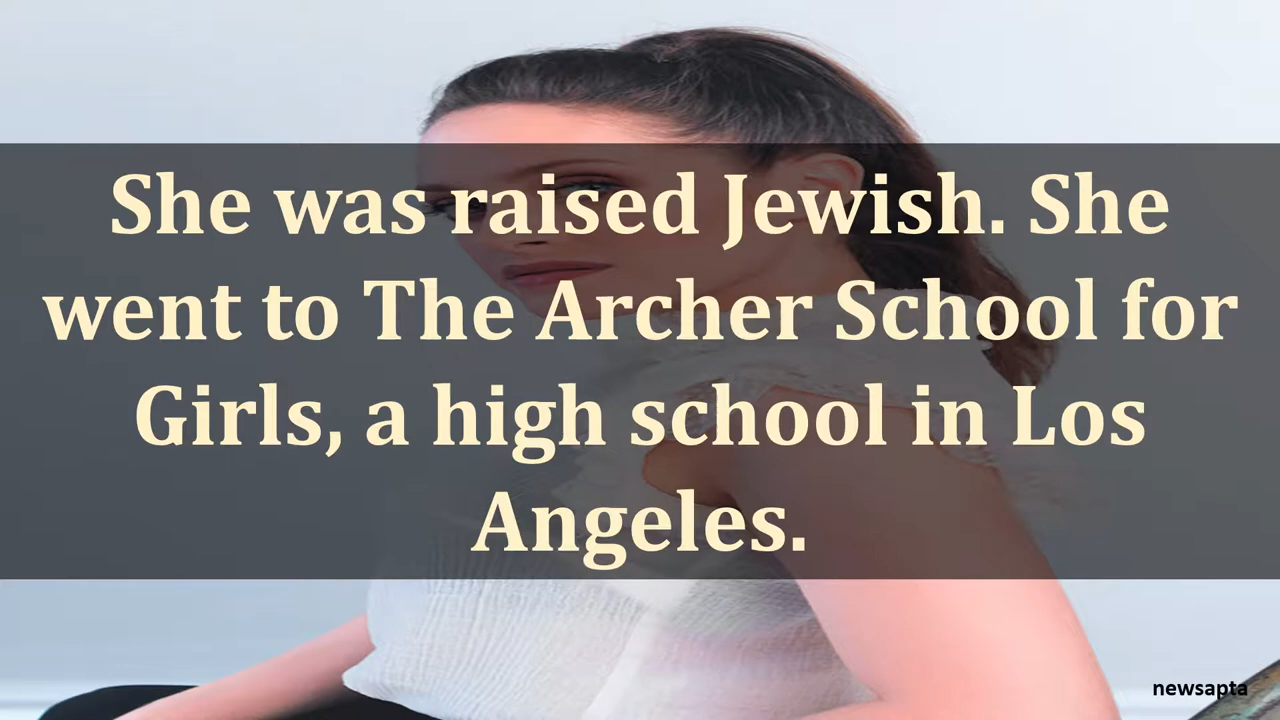 She was raised Jewish. She
went to The Archer School for
Girls, a high school in Los
Angeles.
newsapta